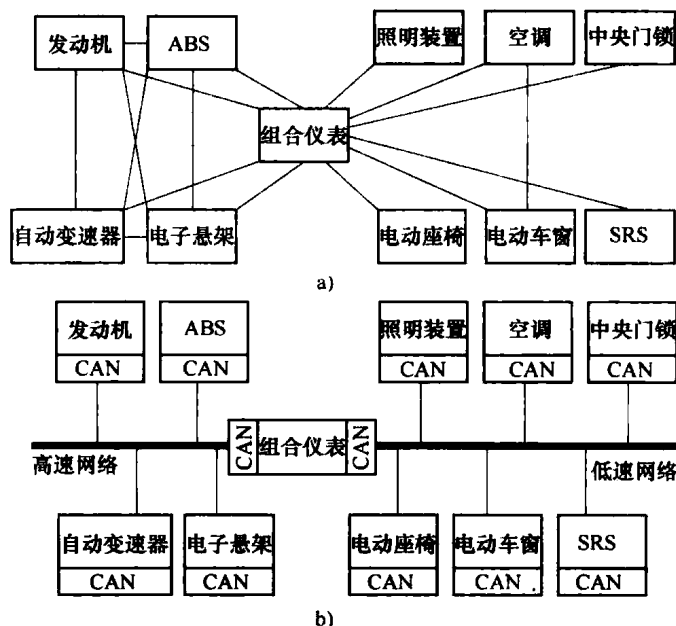 发动机 ABS 照明装置 空调 中央门锁
组合仪表
自动变速器 电子悬架 电动座椅 电动车窗 SRS
a)
发动机 ABS 照明装置 空调 中央门锁
CAN CAN CAN CAN CAN
CAN 组合仪表 CAN
高速网络 低速网络
自动变速器 电子悬架 电动座椅 电动车窗 SRS
CAN CAN CAN CAN CAN
b)